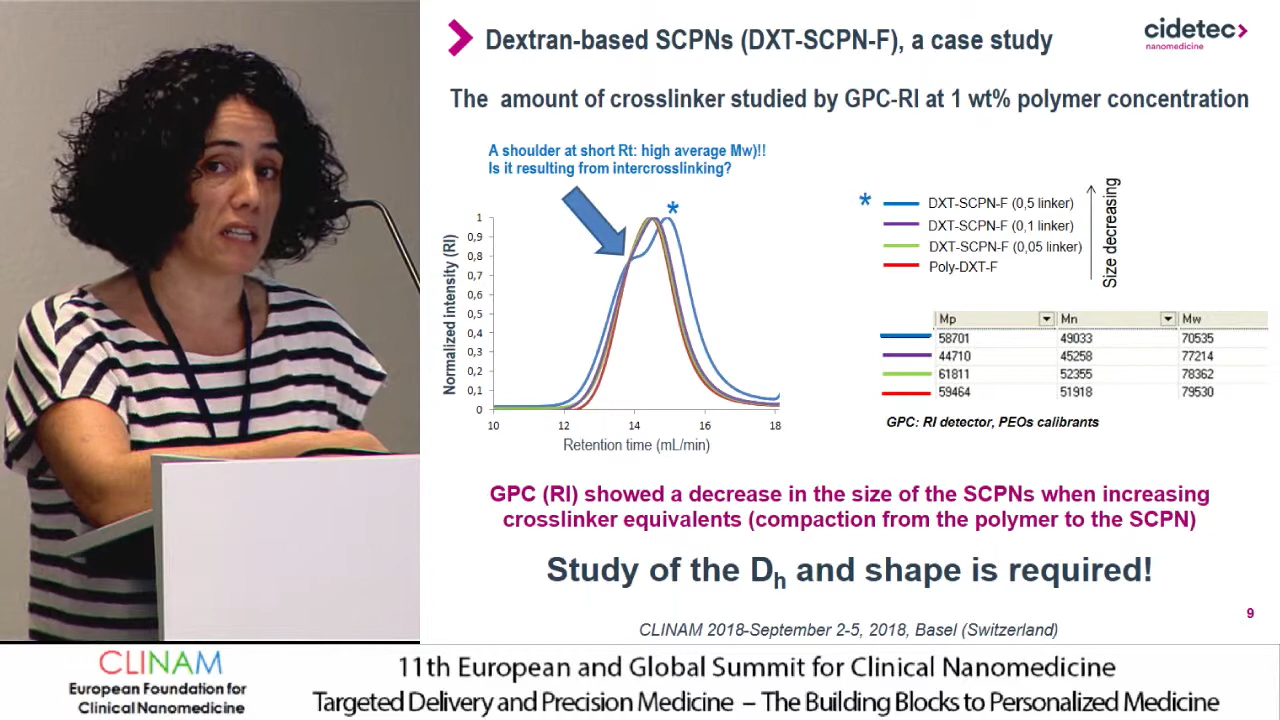 Dextran-based SCPNs (DXT-SCPN-F), a case study
cidetec>
nanomedicine
The amount of crosslinker studied by GPC-RI at 1 wt% polymer concentration
A shoulder at short Rt: high average Mw)!!
Is it resulting from intercrosslinking?
*
Normalized intensity (RI)
1
0,9
0,8
0,7
0,6
0,5
0,4
0,3
0,2
0,1
0
10 12 14 16 18
Retention time (mL/min)
* DXT-SCPN-F (0,5 linker)
DXT-SCPN-F (0,1 linker)
DXT-SCPN-F (0,05 linker)
Poly-DXT-F
Size decreasing
Mp Mn Mw
58701 49033 70535
44710 45258 77214
61811 52355 78362
59464 51918 79530
GPC: RI detector, PEOs calibrants
GPC (RI) showed a decrease in the size of the SCPNs when increasing
crosslinker equivalents (compaction from the polymer to the SCPN)
Study of the Dh and shape is required!
9
CLINAM 2018-September 2-5, 2018, Basel (Switzerland)
CLINAM
European Foundation for
Clinical Nanomedicine
11th European and Global Summit for Clinical Nanomedicine
Targeted Delivery and Precision Medicine – The Building Blocks to Personalized Medicine